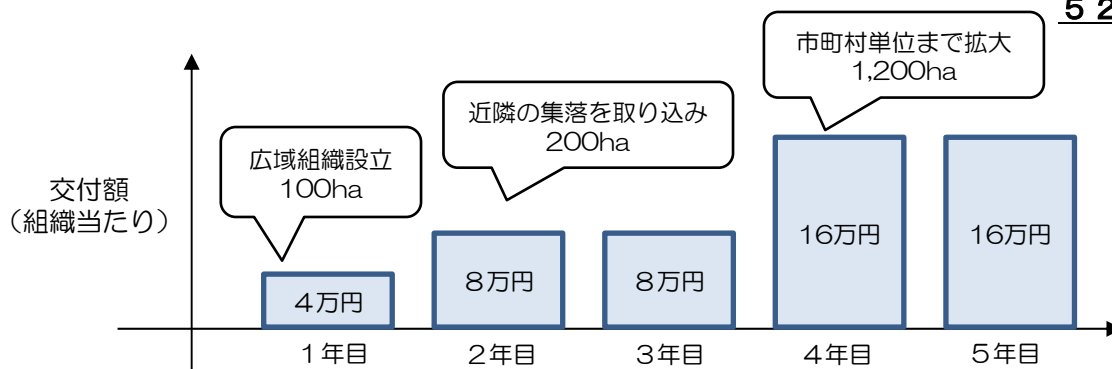 ５２
市町村単位まで拡大
1,200ha
近隣の集落を取り込み
200ha
広域組織設立
100ha
交付額
（組織当たり）
４万円
８万円
８万円
16万円
16万円
１年目
２年目
３年目
４年目
５年目